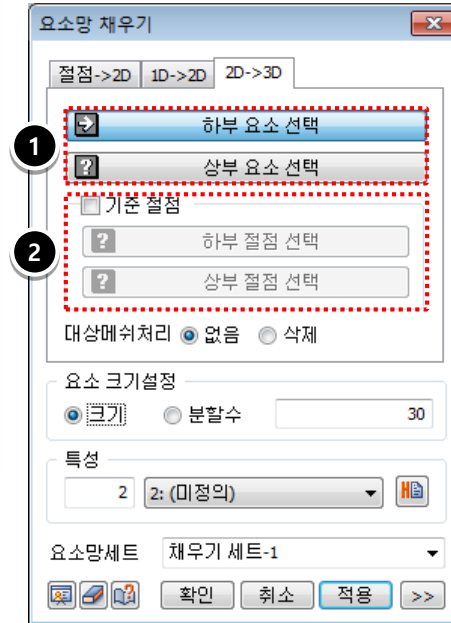 요소망 채우기
절점->2D 1D->2D 2D->3D
1
하부 요소 선택
? 상부 요소 선택
2
기준 절점
? 하부 절점 선택
? 상부 절점 선택
대상메쉬처리 없음 삭제
요소 크기설정
크기 분할수 30
특성
2 2: (미정의)
요소망세트 채우기 세트-1
확인 취소 적용 >>